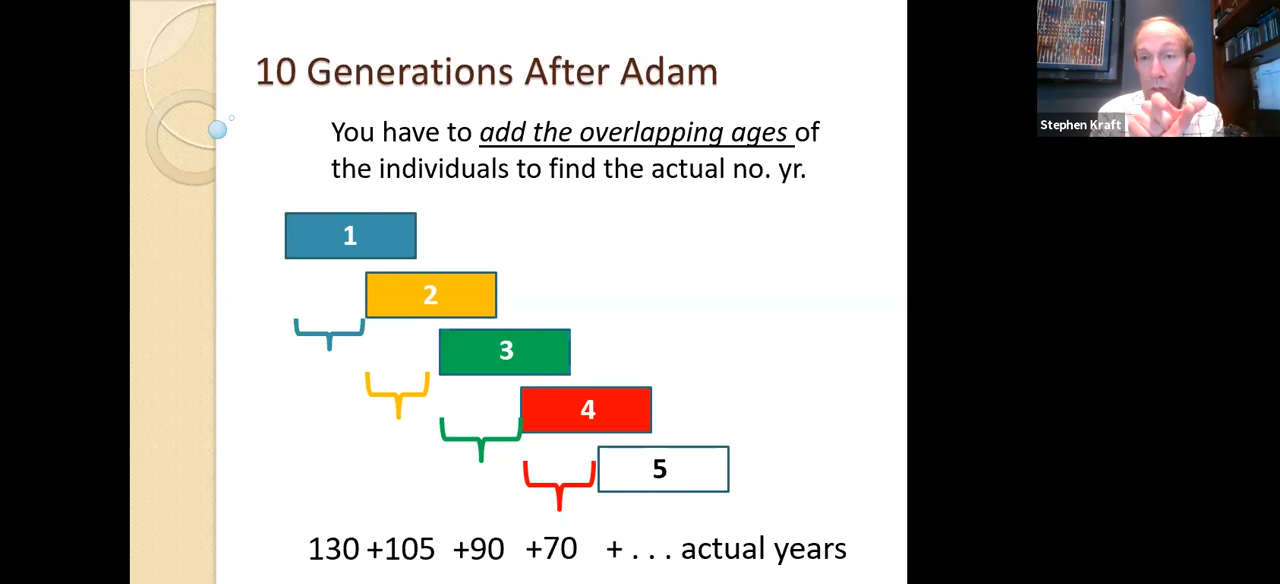 10 Generations After Adam
Stephen Kraft
You have to add the overlapping ages of
the individuals to find the actual no. yr.
1
2
3
4
5
130 +105 +90 +70 + . . . actual years